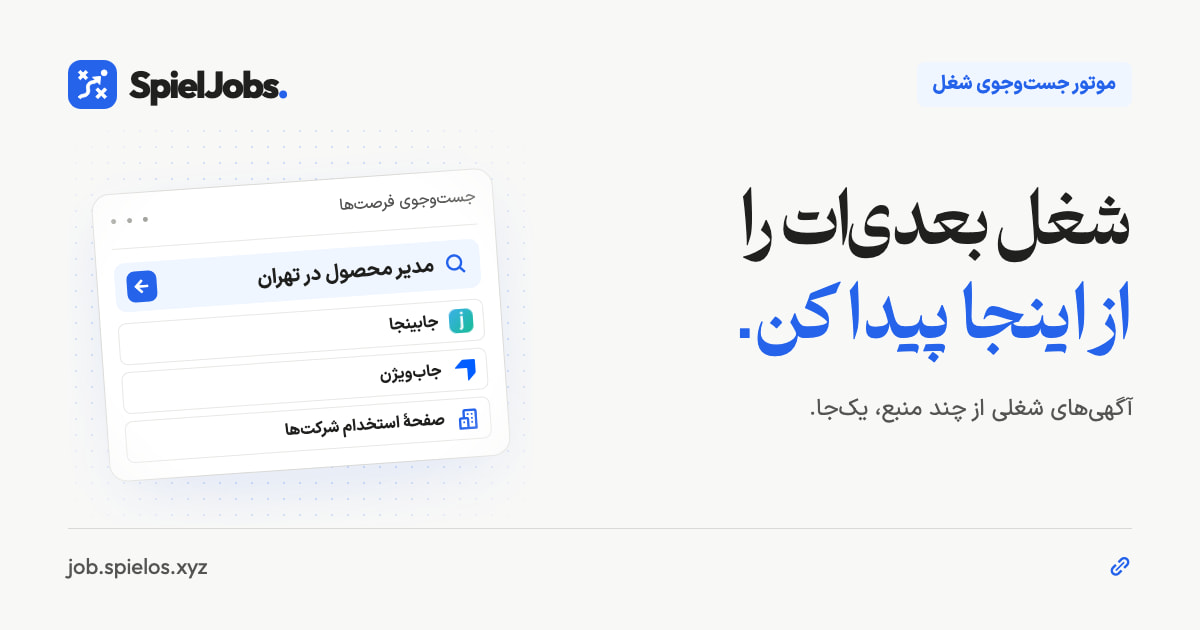 SpielJobs.
موتور جست‌وجوی شغل
شغل بعدی‌ات را
از اینجا پیدا کن.
آگهی‌های شغلی از چند منبع، یک‌جا.
جست‌وجوی فرصت‌ها
مدیر محصول در تهران
j جابینجا
جاب‌ویژن
صفحهٔ استخدام شرکت‌ها
job.spielos.xyz